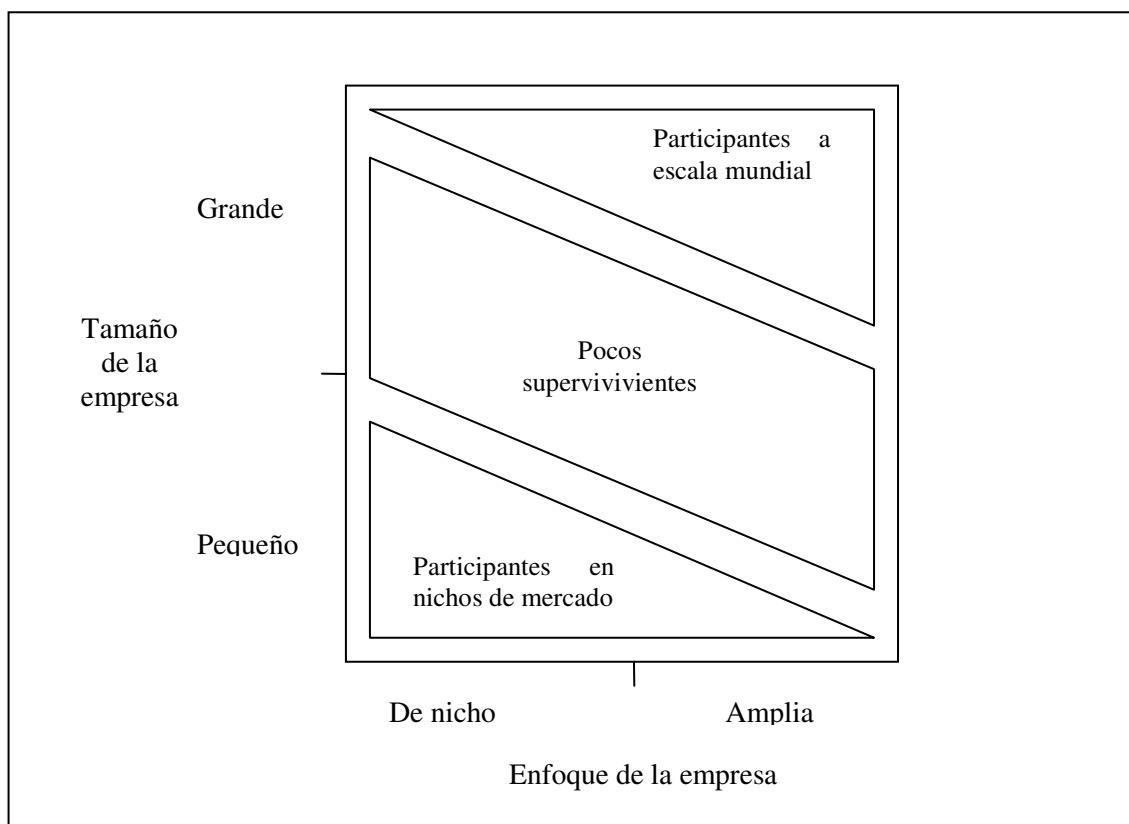 Participantes a
escala mundial
Grande
Tamaño
de la
empresa
Pocos
supervivivientes
Pequeño
Participantes en
nichos de mercado
De nicho
Amplia
Enfoque de la empresa